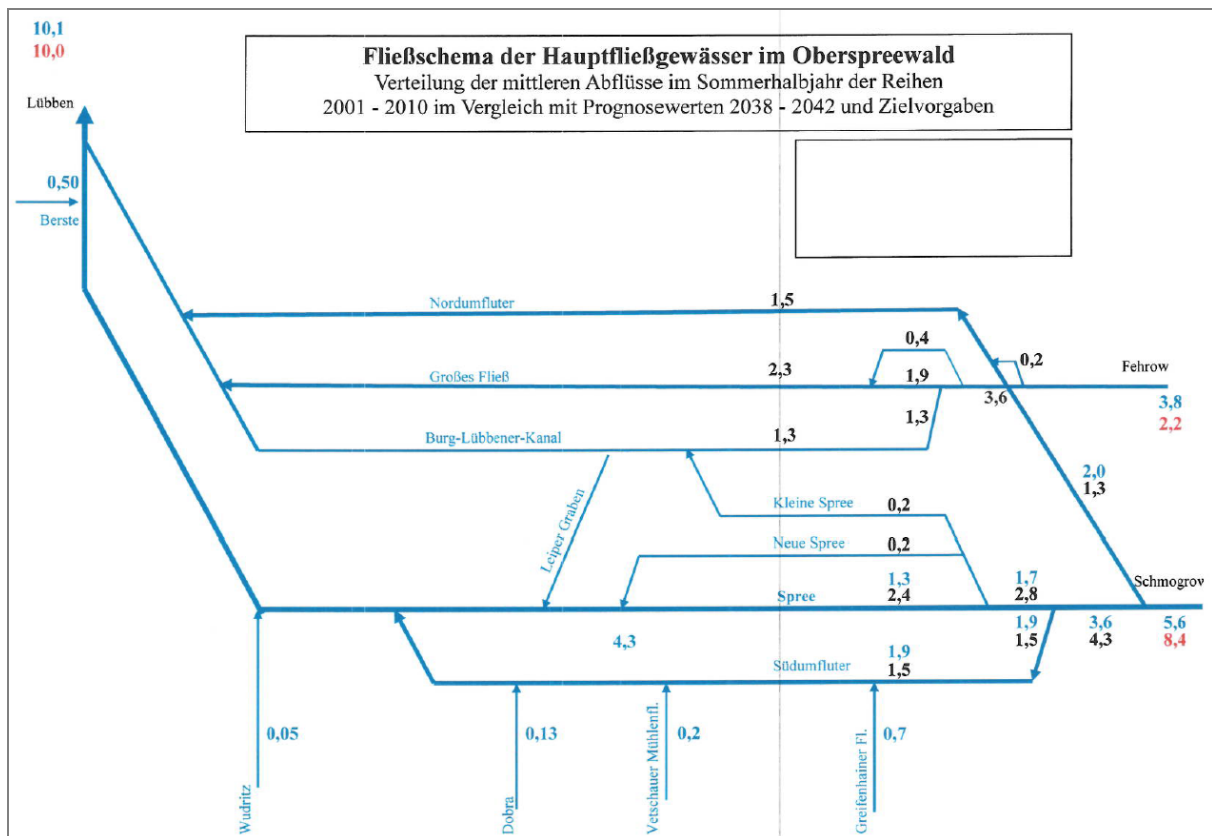 10,1
10,0
Fließschema der Hauptfließgewässer im Oberspreewald
Verteilung der mittleren Abflüsse im Sommerhalbjahr der Reihen
2001 - 2010 im Vergleich mit Prognosewerten 2038 - 2042 und Zielvorgaben
Lübben
0,50
Berste
Nordumfluter
1,5
0,4
0,2
Fehrow
Großes Fließ
2,3
1,9
3,6
3,8
2,2
1,3
Burg-Lübbener-Kanal
1,3
2,0
1,3
Leiper Graben
Kleine Spree
0,2
Neue Spree
0,2
Schmogrow
1,3
2,4
Spree
1,7
2,8
4,3
1,9
1,5
3,6
4,3
5,6
8,4
1,9
1,5
Südumfluter
0,05
0,13
0,2
0,7
Wudritz
Dobra
Vetschauer Mühlenfl.
Greifenhainer Fl.